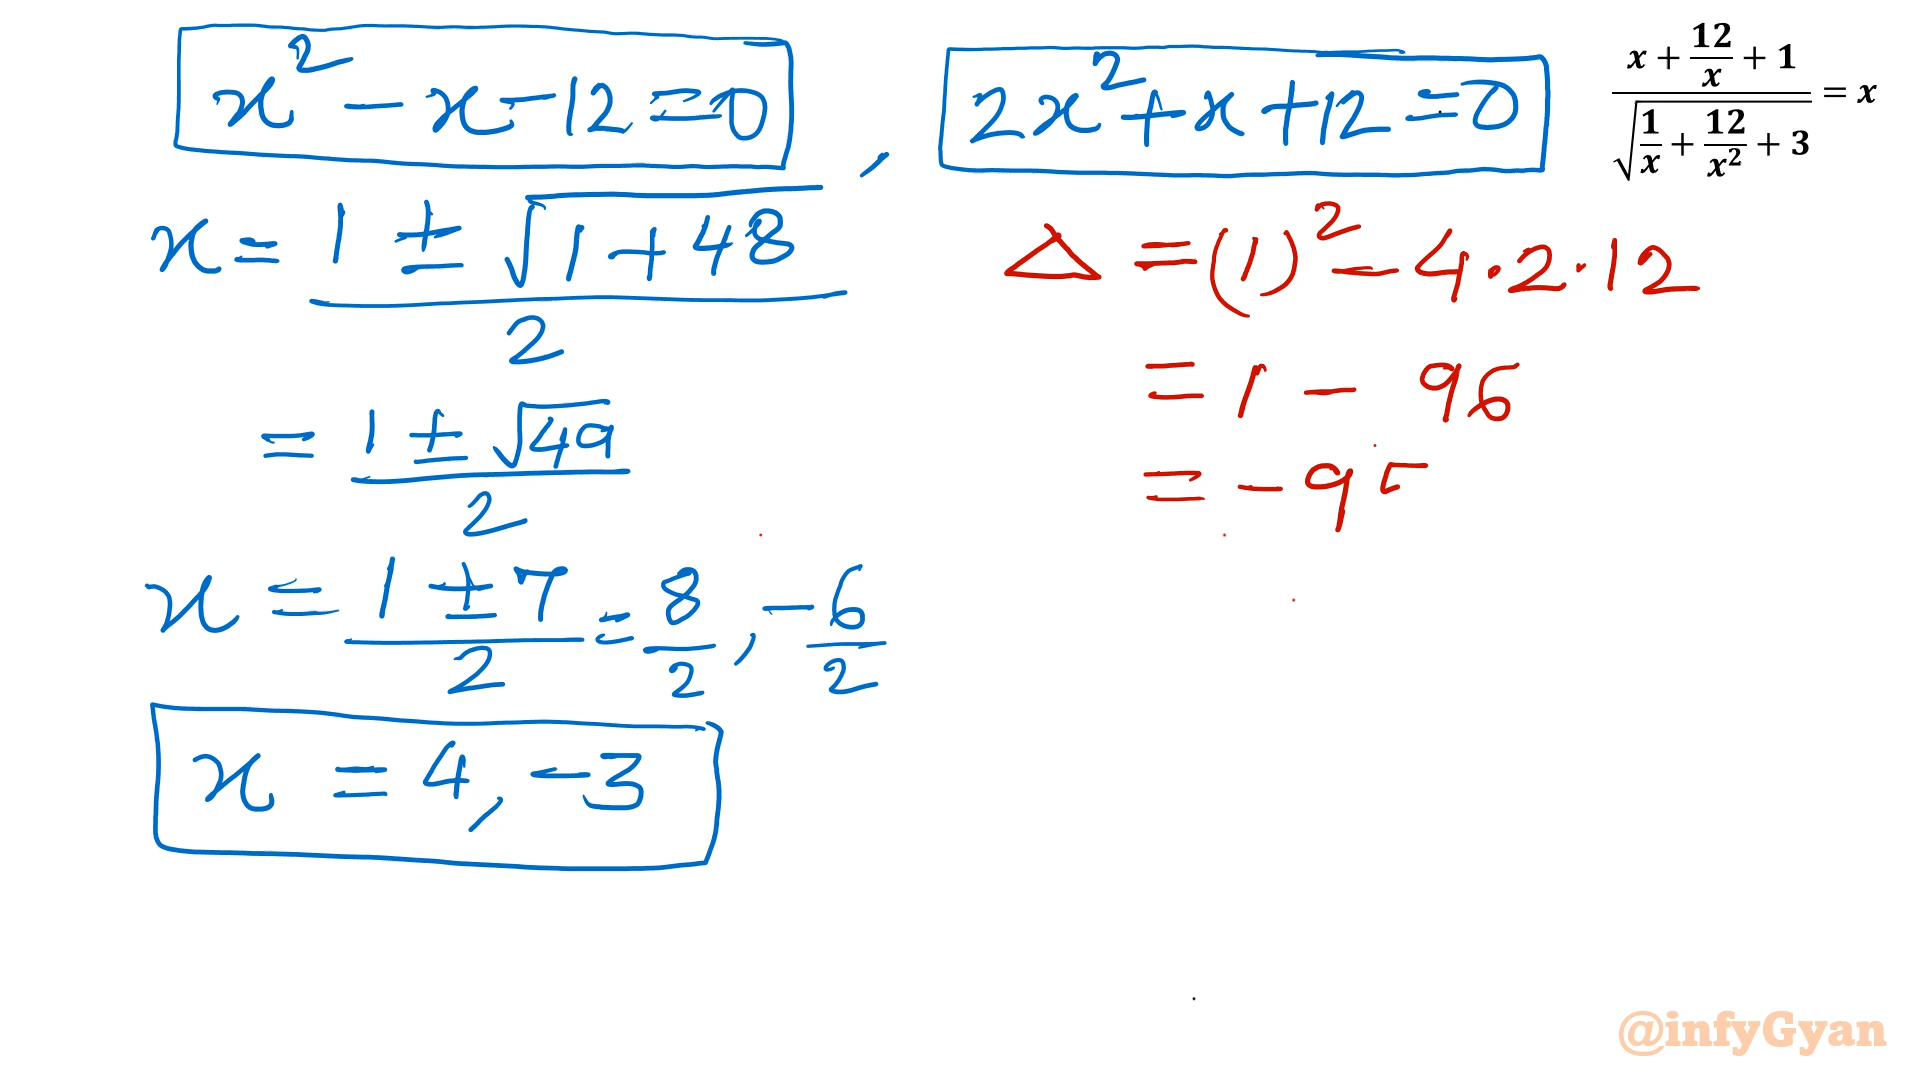 x² - x - 12 = 0 , 2x² + x + 12 = 0
(x + 12/x + 1) / √(1/x + 12/x² + 3) = x
x = (1 ± √(1 + 48)) / 2
= (1 ± √49) / 2
x = (1 ± 7) / 2 = 8/2 , -6/2
x = 4, -3
Δ = (1)² - 4·2·12
= 1 - 96
= - 9
@infyGyan